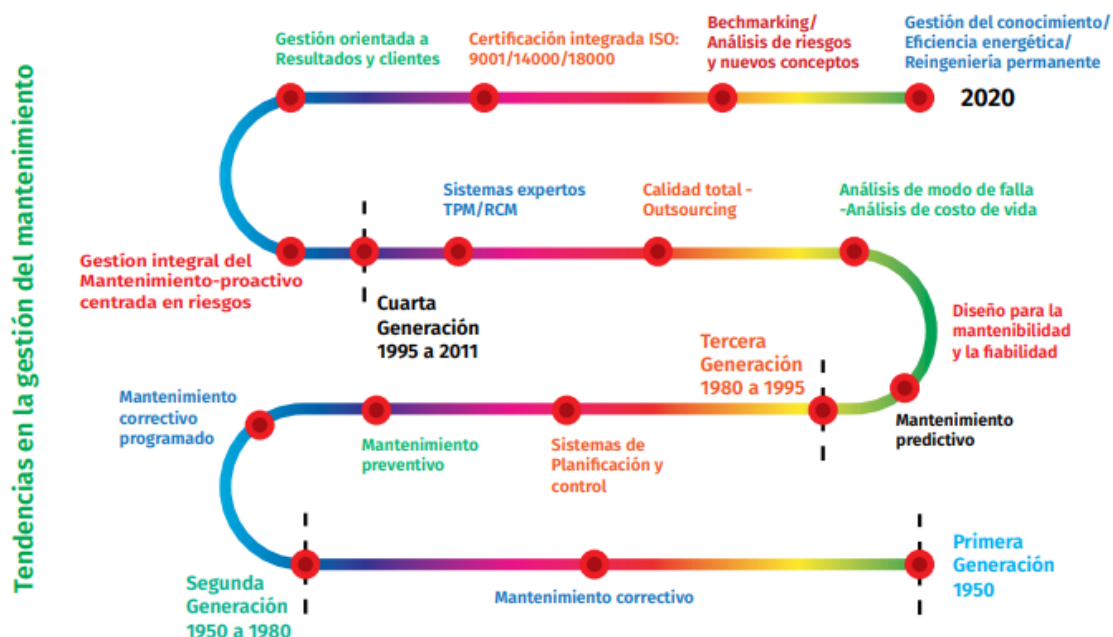 Tendencias en la gestión del mantenimiento
Gestión orientada a
Resultados y clientes
Certificación integrada ISO:
9001/14000/18000
Bechmarking/
Análisis de riesgos
y nuevos conceptos
Gestión del conocimiento/
Eficiencia energética/
Reingeniería permanente
2020
Gestíon integral del
Mantenimiento-proactivo
centrada en riesgos
Cuarta
Generación
1995 a 2011
Sistemas expertos
TPM/RCM
Calidad total -
Outsourcing
Análisis de modo de falla
-Análisis de costo de vida
Diseño para la
mantenibilidad
y la fiabilidad
Mantenimiento
predictivo
Tercera
Generación
1980 a 1995
Sistemas de
Planificación y
control
Mantenimiento
preventivo
Mantenimiento
correctivo
programado
Segunda
Generación
1950 a 1980
Mantenimiento correctivo
Primera
Generación
1950